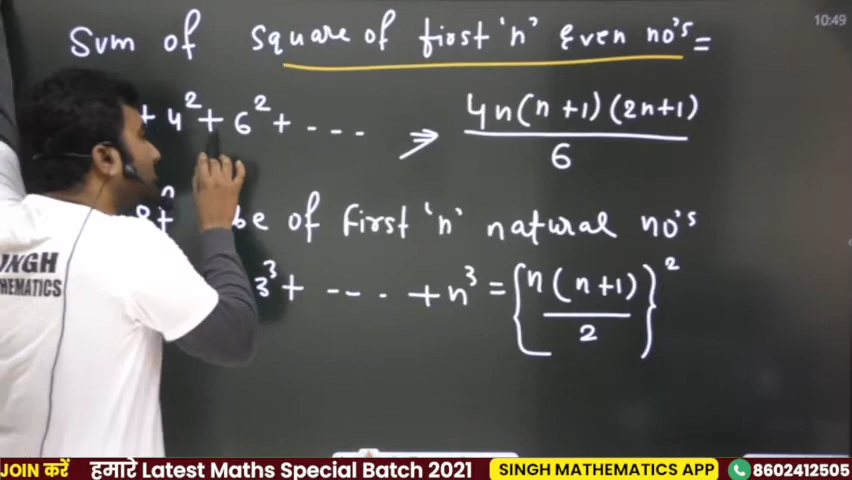 10:49
Sum of square of first 'n' Even no's =
+ 4² + 6² + - - - → 4n(n+1)(2n+1) / 6
of first 'n' natural no's
3³ + - - - . + n³ = {n(n+1) / 2}²
INGH
HEMATICS
JOIN करें हमारे Latest Maths Special Batch 2021 SINGH MATHEMATICS APP 8602412505